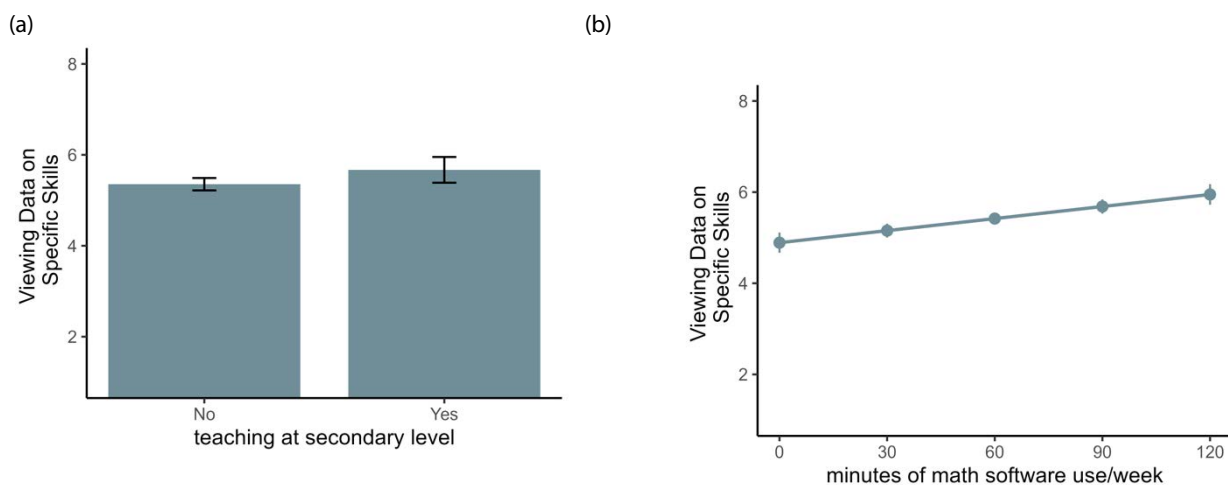 (a)
8
6
4
2
Viewing Data on
Specific Skills
No
Yes
teaching at secondary level
(b)
8
6
4
2
Viewing Data on
Specific Skills
0
30
60
90
120
minutes of math software use/week